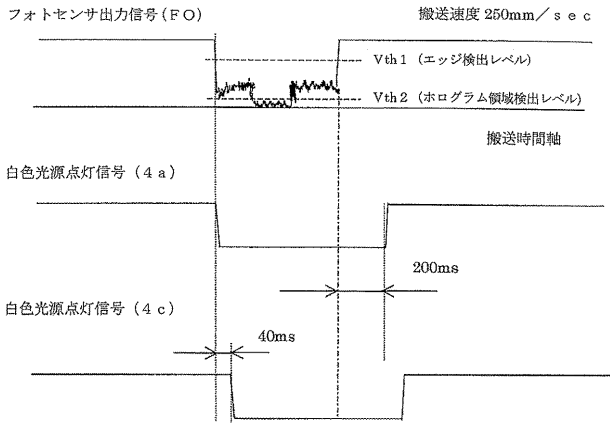 フォトセンサ出力信号(FO)
搬送速度 250mm/sec
Vth1 (エッジ検出レベル)
Vth2 (ホログラム領域検出レベル)
搬送時間軸
白色光源点灯信号(4a)
200ms
白色光源点灯信号(4c)
40ms